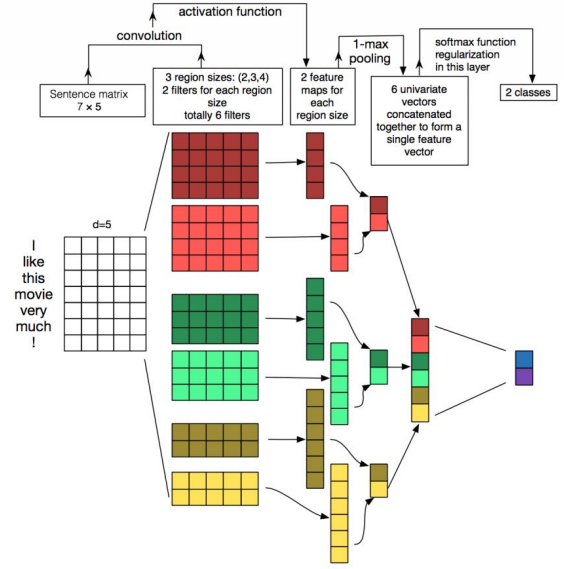 activation function
convolution
1-max
pooling
softmax function
regularization
in this layer
Sentence matrix
7 × 5
3 region sizes: (2,3,4)
2 filters for each region
size
totally 6 filters
2 feature
maps for
each
region size
6 univariate
vectors
concatenated
together to form a
single feature
vector
2 classes
d=5
I
like
this
movie
very
much
!